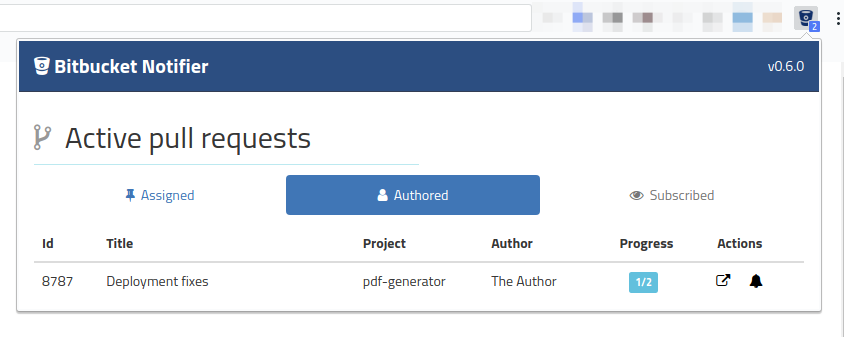 2
Bitbucket Notifier v0.6.0
Active pull requests
Assigned Authored Subscribed
Id Title Project Author Progress Actions
8787 Deployment fixes pdf-generator The Author 1/2